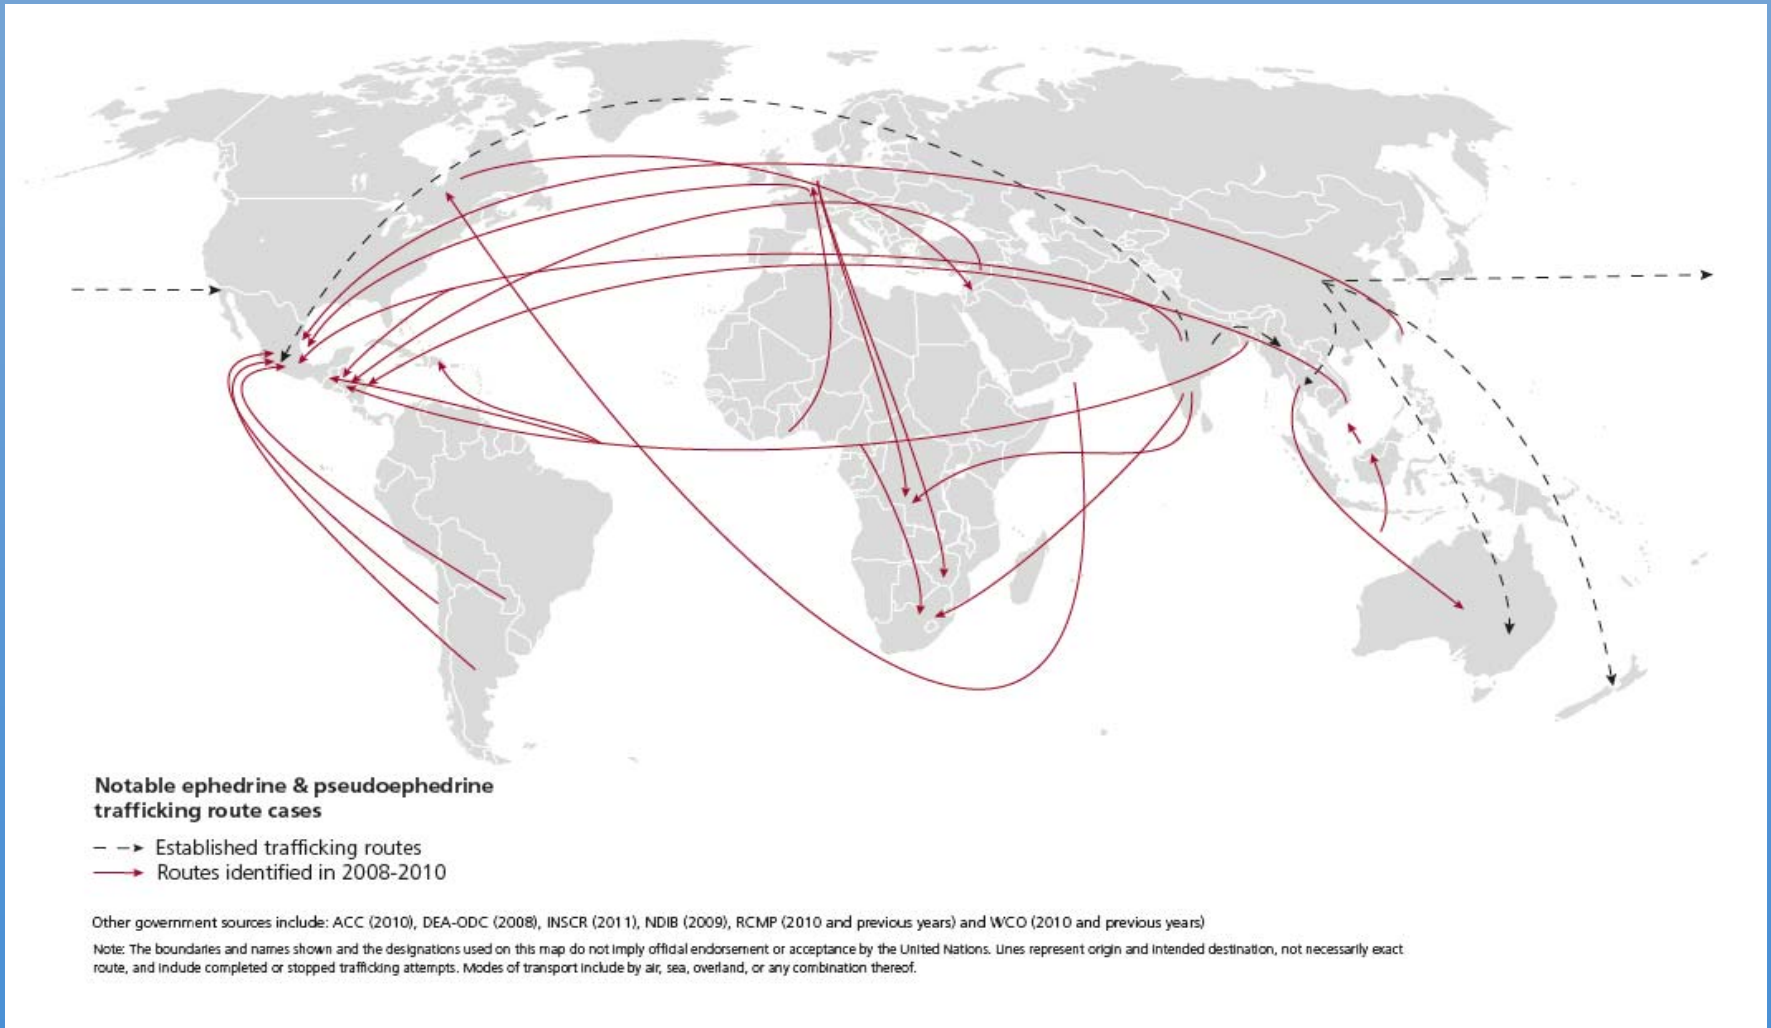 Notable ephedrine & pseudoephedrine
trafficking route cases
Established trafficking routes
Routes identified in 2008-2010
Other government sources include: ACC (2010), DEA-ODC (2008), INSCR (2011), NDIB (2009), RCMP (2010 and previous years) and WCO (2010 and previous years)
Note: The boundaries and names shown and the designations used on this map do not imply official endorsement or acceptance by the United Nations. Lines represent origin and intended destination, not necessarily exact
route, and include completed or stopped trafficking attempts. Modes of transport include by air, sea, overland, or any combination thereof.